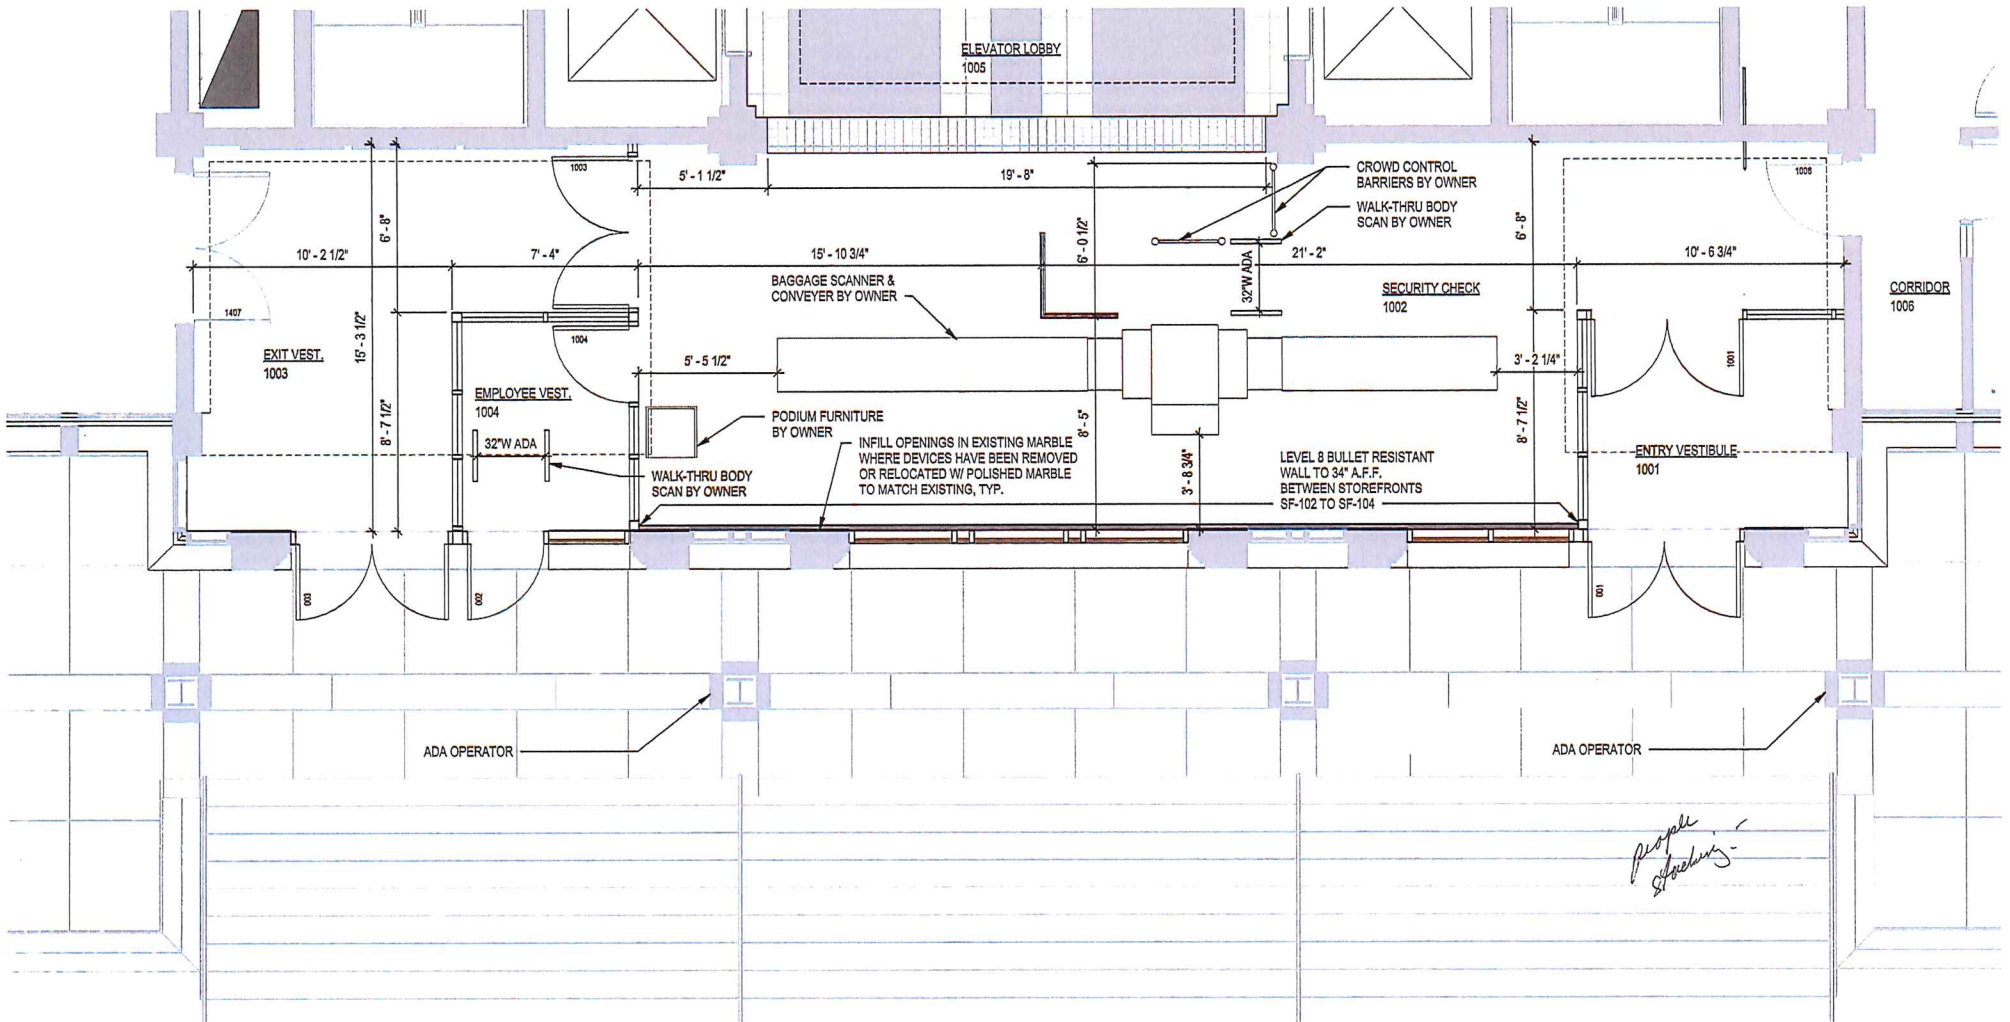 ELEVATOR LOBBY
1005
CROWD CONTROL
BARRIERS BY OWNER
1003
1006
5' - 1 1/2"
19' - 8"
WALK-THRU BODY
SCAN BY OWNER
6' - 8"
6' - 0 1/2"
6' - 8"
10' - 2 1/2"
7' - 4"
15' - 10 3/4"
21' - 2"
10' - 6 3/4"
32"W ADA
BAGGAGE SCANNER &
CONVEYER BY OWNER
SECURITY CHECK
1002
CORRIDOR
1006
1407
15' - 3 1/2"
1004
EXIT VEST.
1003
5' - 5 1/2"
3' - 2 1/4"
1001
EMPLOYEE VEST.
1004
8' - 7 1/2"
PODIUM FURNITURE
BY OWNER
8' - 5"
8' - 7 1/2"
32"W ADA
INFILL OPENINGS IN EXISTING MARBLE
WHERE DEVICES HAVE BEEN REMOVED
OR RELOCATED W/ POLISHED MARBLE
TO MATCH EXISTING, TYP.
WALK-THRU BODY
SCAN BY OWNER
3' - 8 3/4"
LEVEL 8 BULLET RESISTANT
WALL TO 34" A.F.F.
BETWEEN STOREFRONTS
SF-102 TO SF-104
ENTRY VESTIBULE
1001
003
002
001
ADA OPERATOR
ADA OPERATOR
people